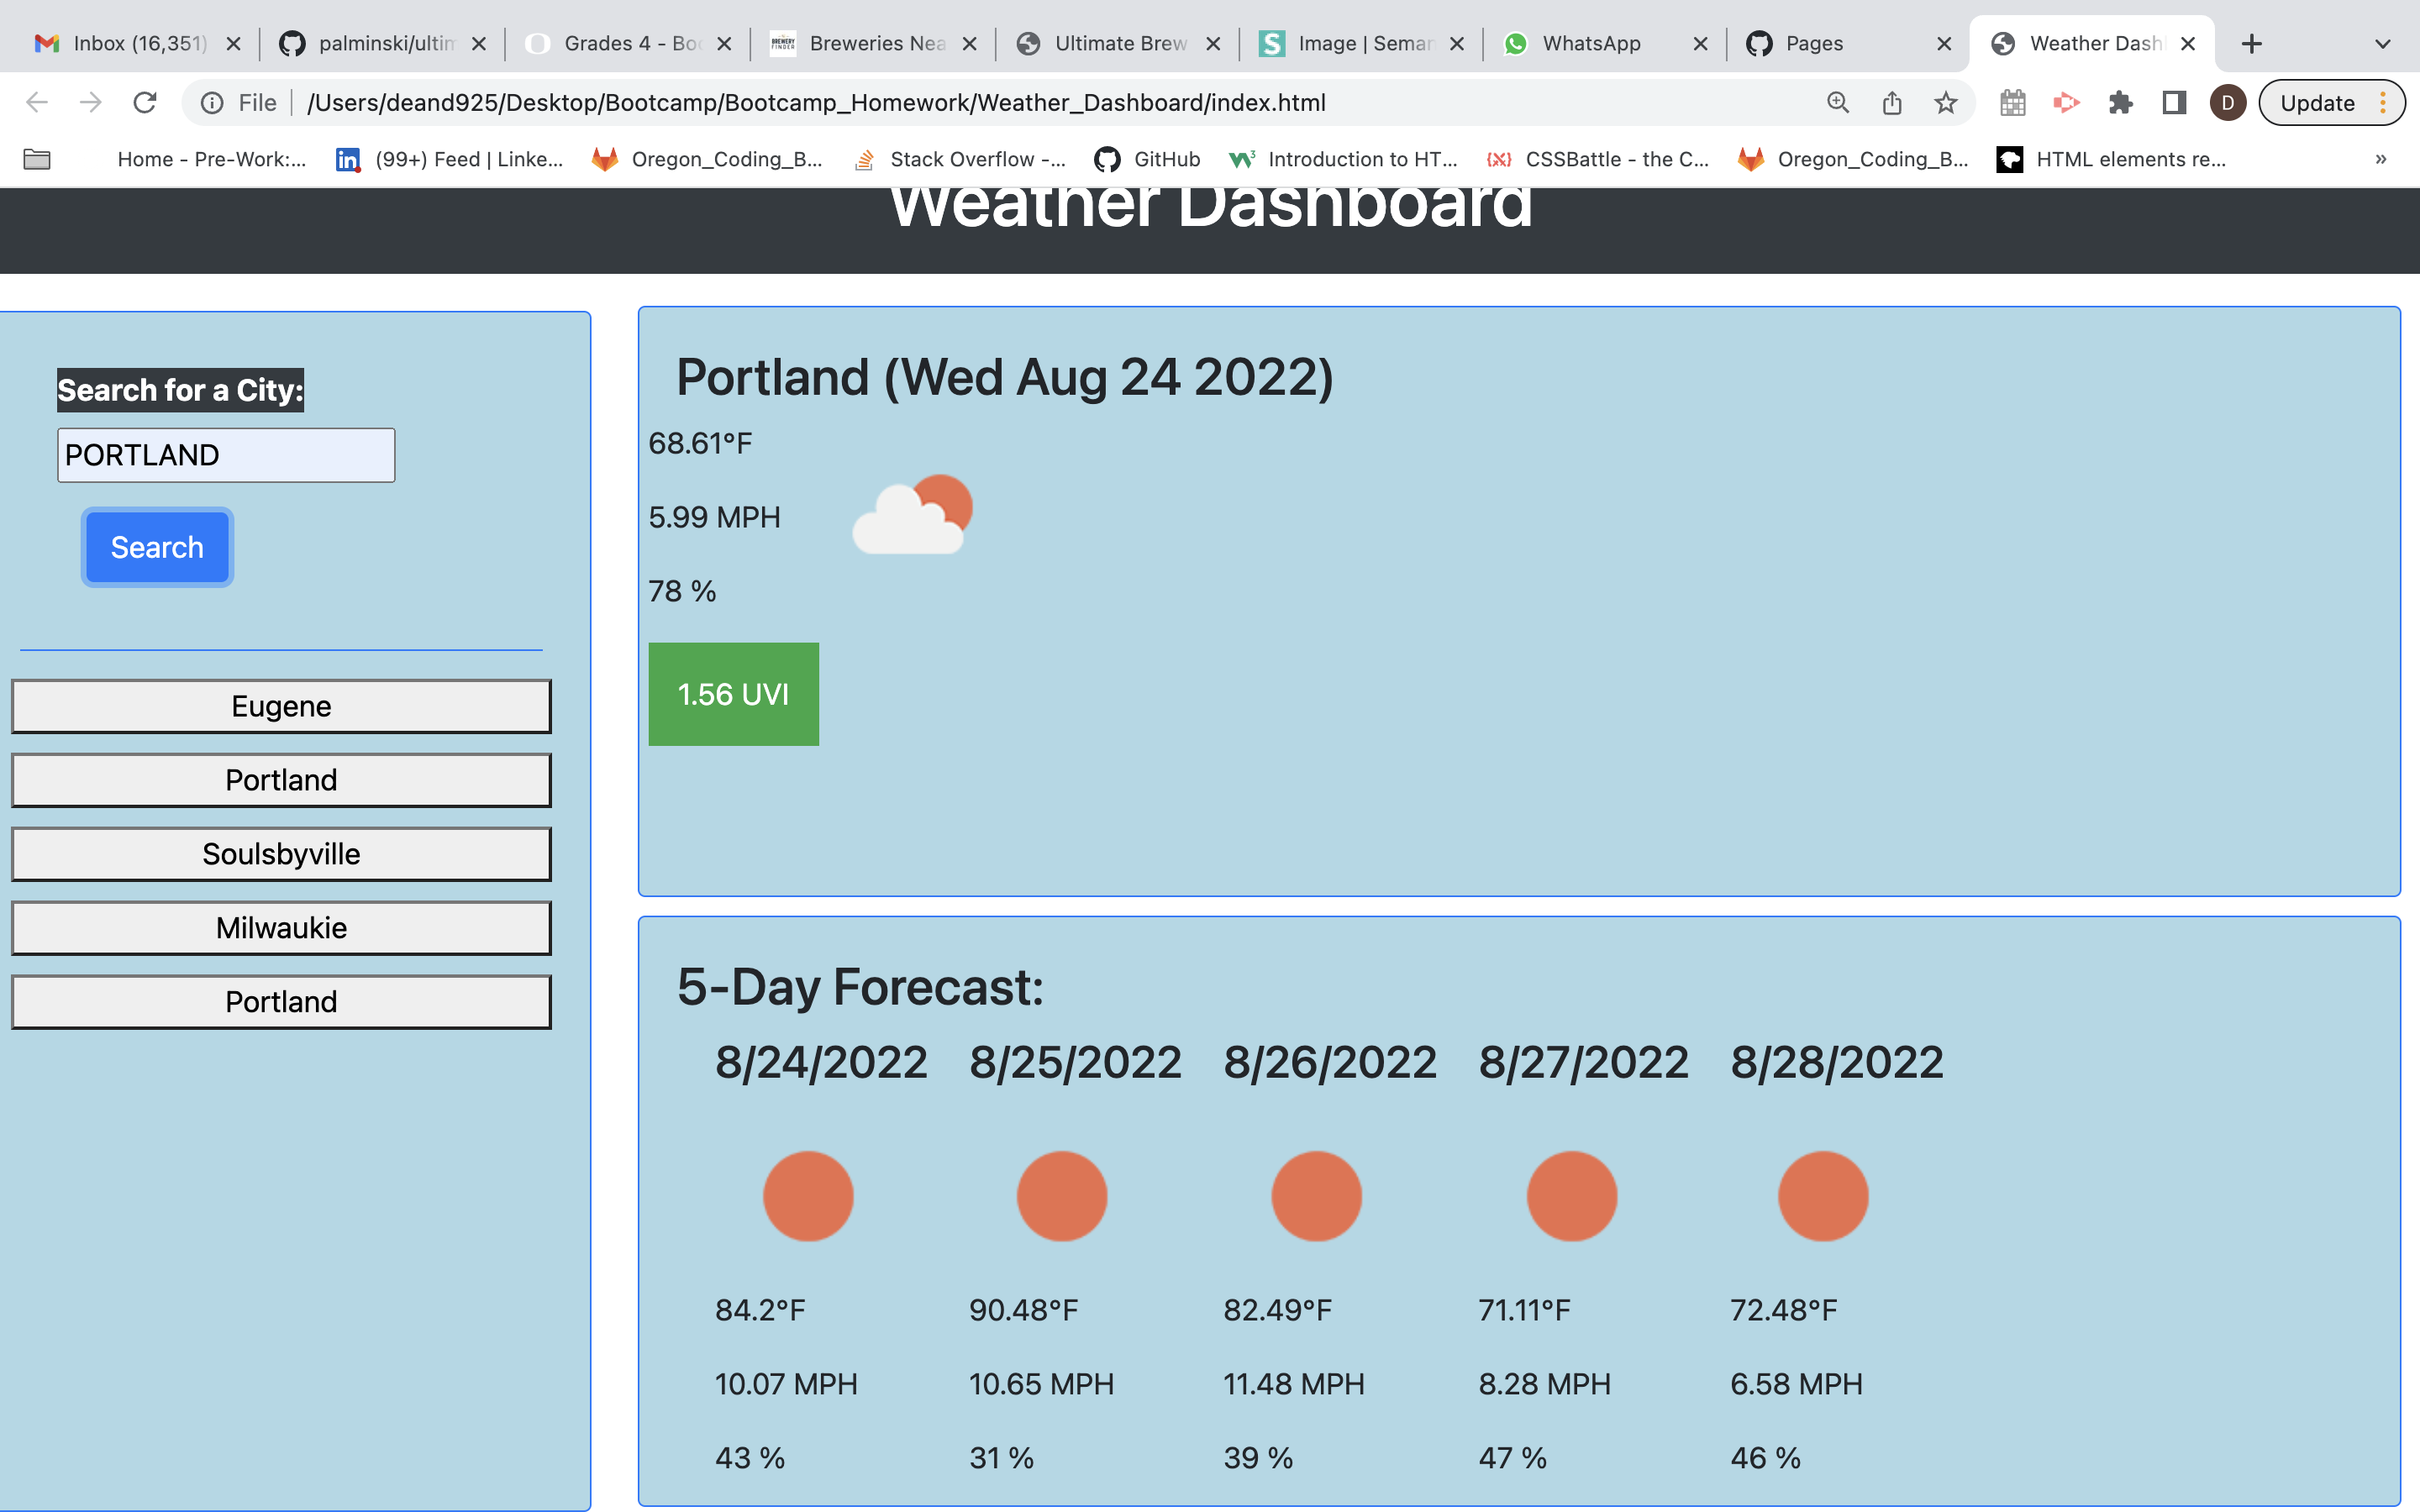 Inbox (16,351)
palminski/ultim
Grades 4 - Boo
BREWERY FINDER
Breweries Nea
Ultimate Brew
S
Image | Seman
WhatsApp
Pages
Weather Dash
File
/Users/deand925/Desktop/Bootcamp/Bootcamp_Homework/Weather_Dashboard/index.html
D
Update
Home - Pre-Work:...
in
(99+) Feed | Linke...
Oregon_Coding_B...
Stack Overflow -...
GitHub
Introduction to HT...
CSSBattle - the C...
Oregon_Coding_B...
HTML elements re...
»
Weather Dashboard
Search for a City:
PORTLAND
Search
Eugene
Portland
Soulsbyville
Milwaukie
Portland
Portland (Wed Aug 24 2022)
68.61°F
5.99 MPH
78 %
1.56 UVI
5-Day Forecast:
8/24/2022 8/25/2022 8/26/2022 8/27/2022 8/28/2022
84.2°F 90.48°F 82.49°F 71.11°F 72.48°F
10.07 MPH 10.65 MPH 11.48 MPH 8.28 MPH 6.58 MPH
43 % 31 % 39 % 47 % 46 %